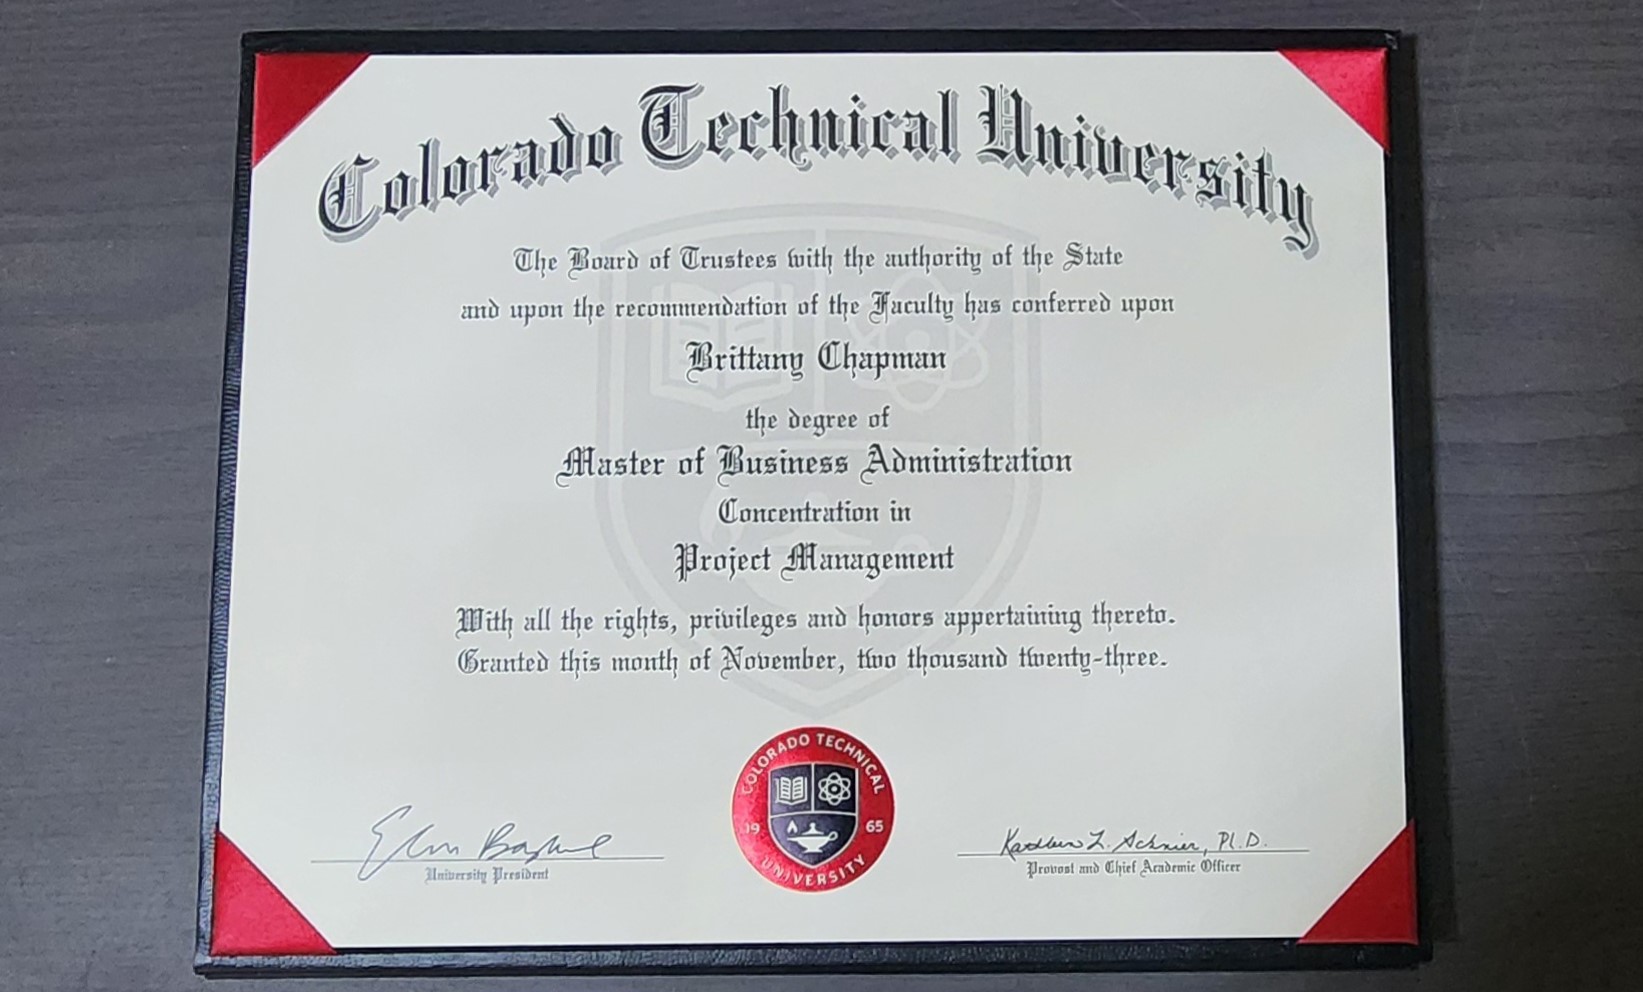 Colorado Technical University
The Board of Trustees with the authority of the State
and upon the recommendation of the Faculty has conferred upon
Brittany Chapman
the degree of
Master of Business Administration
Concentration in
Project Management
With all the rights, privileges and honors appertaining thereto.
Granted this month of November, two thousand twenty-three.
COLORADO TECHNICAL
19 65
UNIVERSITY
University President
Ph.D.
Provost and Chief Academic Officer